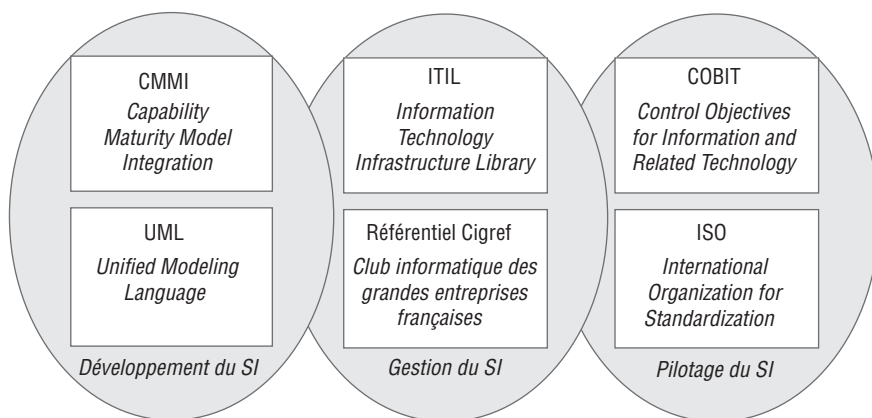 CMMI
Capability
Maturity Model
Integration
UML
Unified Modeling
Language
Développement du SI
ITIL
Information
Technology
Infrastructure Library
Référentiel Cigref
Club informatique des
grandes entreprises
françaises
Gestion du SI
COBIT
Control Objectives
for Information and
Related Technology
ISO
International
Organization for
Standardization
Pilotage du SI